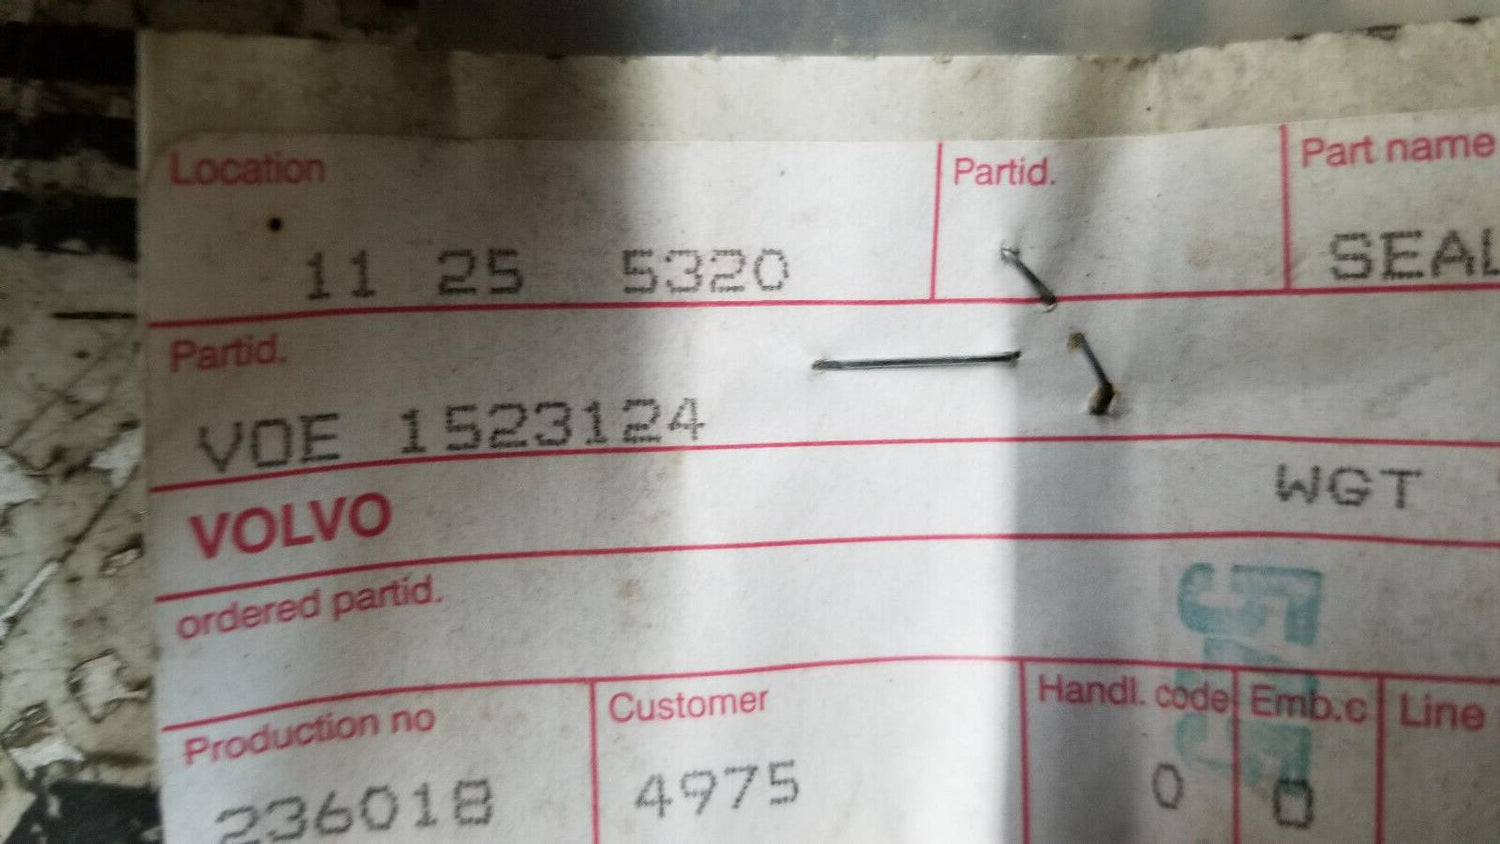 Location Partid. Part name
11 25 5320 SEAL
Partid.
VOE 1523124
VOLVO WGT
ordered partid.
Production no Customer Handl. code Emb.c Line
236018 4975 0 0